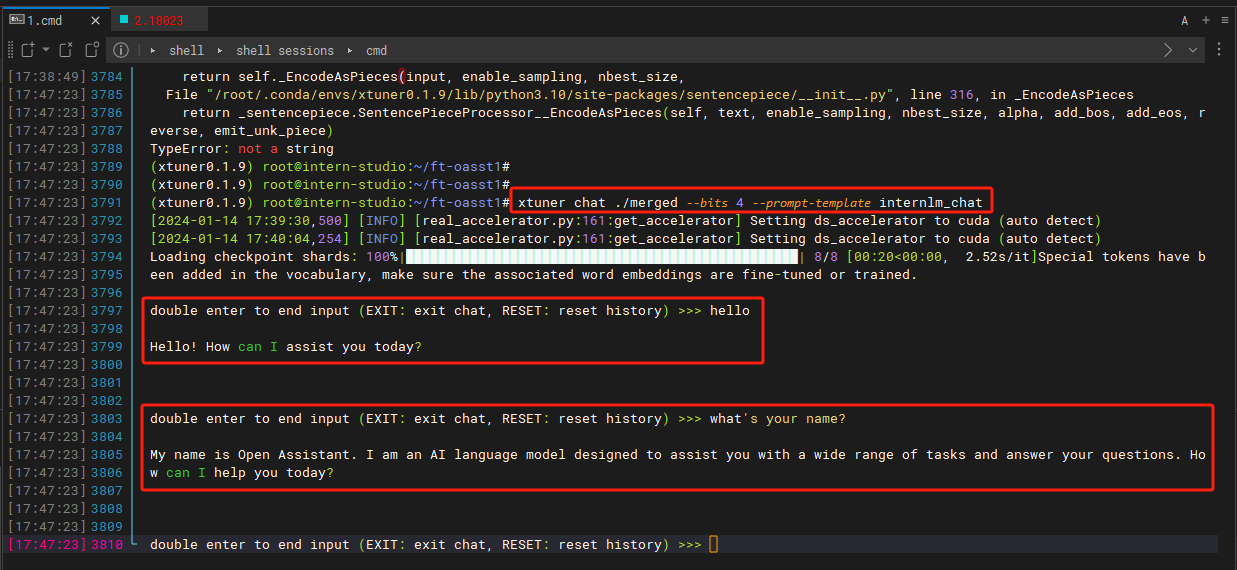 1.cmd
2.18023
A
shell
shell sessions
cmd
[17:38:49] 3784 return self._EncodeAsPieces(input, enable_sampling, nbest_size,
[17:47:23] 3785 File "/root/.conda/envs/xtuner0.1.9/lib/python3.10/site-packages/sentencepiece/__init__.py", line 316, in _EncodeAsPieces
[17:47:23] 3786 return _sentencepiece.SentencePieceProcessor__EncodeAsPieces(self, text, enable_sampling, nbest_size, alpha, add_bos, add_eos, r
[17:47:23] 3787 everse, emit_unk_piece)
[17:47:23] 3788 TypeError: not a string
[17:47:23] 3789 (xtuner0.1.9) root@intern-studio:~/ft-oasst1#
[17:47:23] 3790 (xtuner0.1.9) root@intern-studio:~/ft-oasst1#
[17:47:23] 3791 (xtuner0.1.9) root@intern-studio:~/ft-oasst1# xtuner chat ./merged --bits 4 --prompt-template internlm_chat
[17:47:23] 3792 [2024-01-14 17:39:30,500] [INFO] [real_accelerator.py:161:get_accelerator] Setting ds_accelerator to cuda (auto detect)
[17:47:23] 3793 [2024-01-14 17:40:04,254] [INFO] [real_accelerator.py:161:get_accelerator] Setting ds_accelerator to cuda (auto detect)
[17:47:23] 3794 Loading checkpoint shards: 100%| | 8/8 [00:20<00:00, 2.52s/it]Special tokens have b
[17:47:23] 3795 een added in the vocabulary, make sure the associated word embeddings are fine-tuned or trained.
[17:47:23] 3796
[17:47:23] 3797 double enter to end input (EXIT: exit chat, RESET: reset history) >>> hello
[17:47:23] 3798
[17:47:23] 3799 Hello! How can I assist you today?
[17:47:23] 3800
[17:47:23] 3801
[17:47:23] 3802
[17:47:23] 3803 double enter to end input (EXIT: exit chat, RESET: reset history) >>> what's your name?
[17:47:23] 3804
[17:47:23] 3805 My name is Open Assistant. I am an AI language model designed to assist you with a wide range of tasks and answer your questions. Ho
[17:47:23] 3806 w can I help you today?
[17:47:23] 3807
[17:47:23] 3808
[17:47:23] 3809
[17:47:23] 3810 double enter to end input (EXIT: exit chat, RESET: reset history) >>>